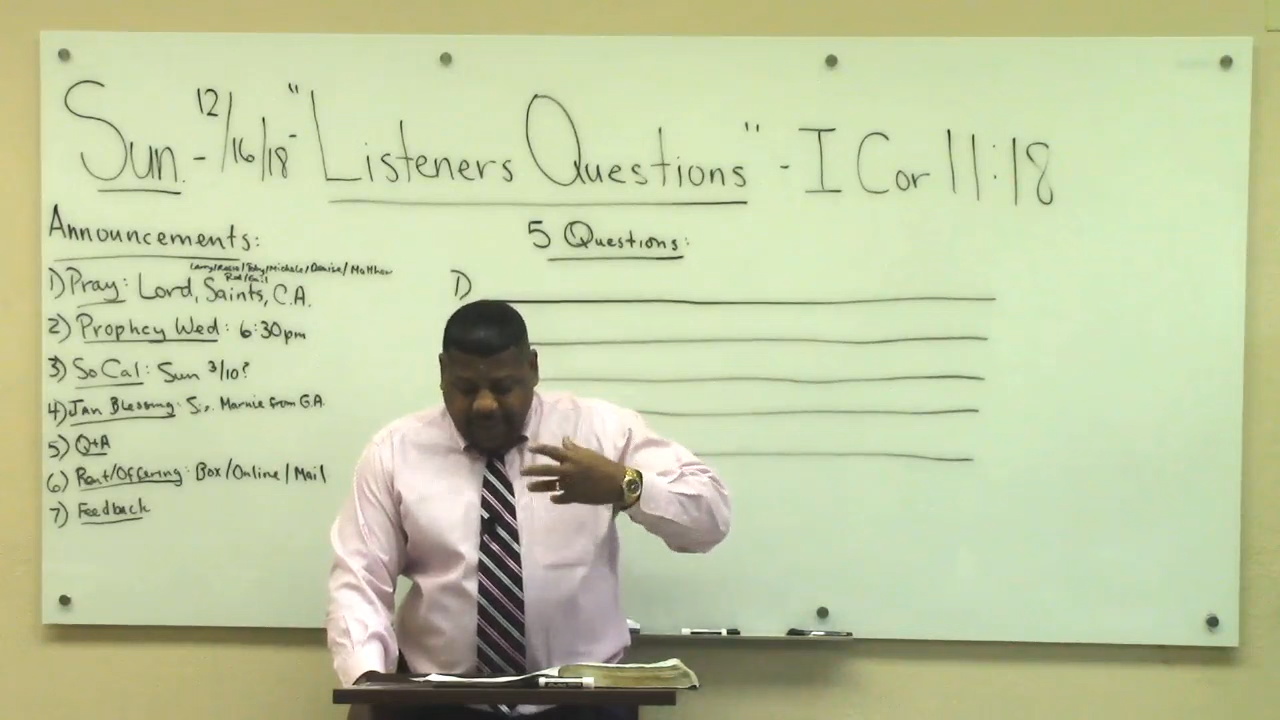 Sun. - 12/16/18 - "Listeners Questions" - I Cor 11:18
Announcements:
Larry/Rosie/Toby/Michele/Denise/Matthew
Rod/Gail
1) Pray: Lord, Saints, C.A.
2) Prophcy Wed: 6:30pm
3) So Cal: Sun 3/10?
4) Jan Blessing: Sis. Marnie from G.A.
5) Q+A
6) Rent/Offering: Box/Online/Mail
7) Feedback
5 Questions:
1)